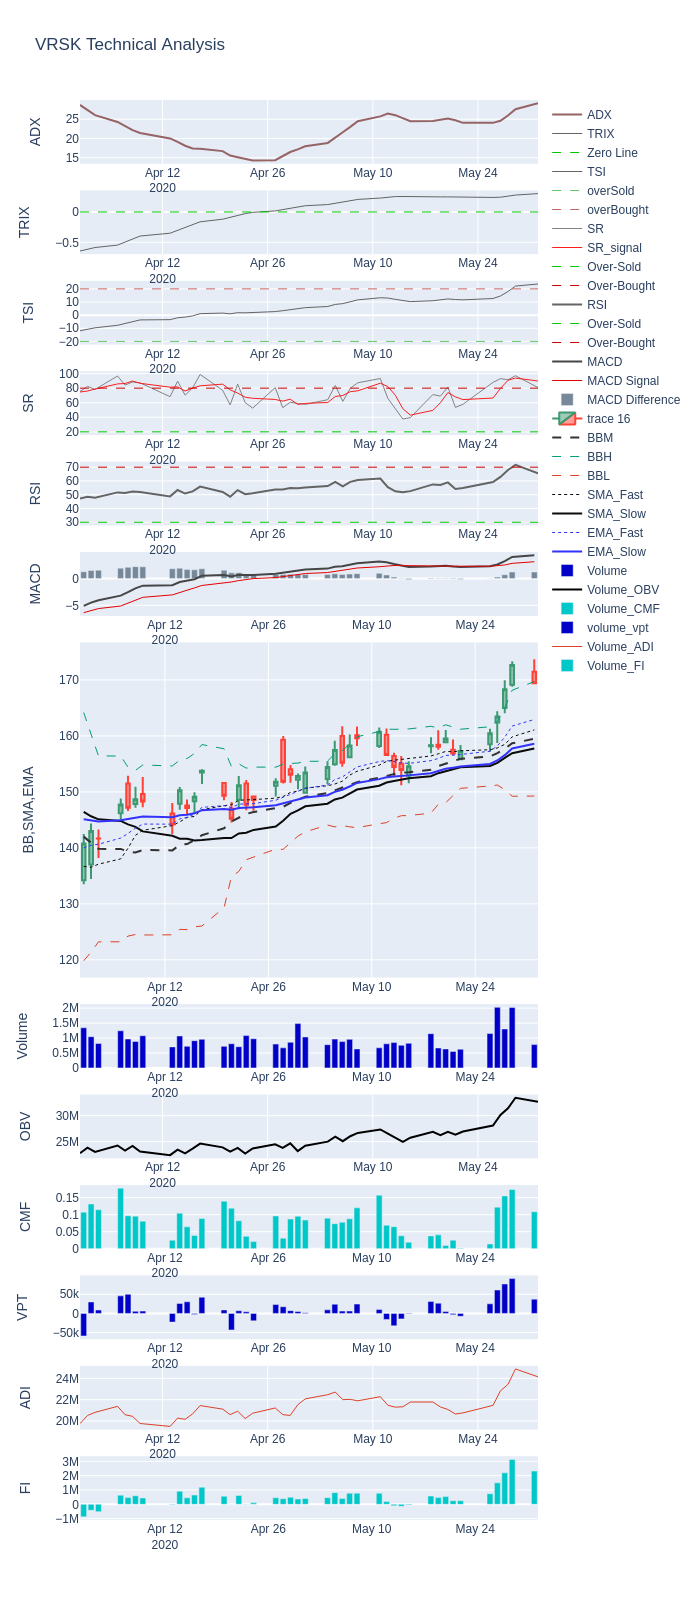 VRSK Technical Analysis
ADX
25
20
15
Apr 12
2020
Apr 26
May 10
May 24
TRIX
0
−0.5
Apr 12
2020
Apr 26
May 10
May 24
TSI
20
10
0
−10
−20
Apr 12
2020
Apr 26
May 10
May 24
SR
100
80
60
40
20
Apr 12
2020
Apr 26
May 10
May 24
RSI
70
60
50
40
30
Apr 12
2020
Apr 26
May 10
May 24
MACD
0
−5
Apr 12
2020
Apr 26
May 10
May 24
BB,SMA,EMA
170
160
150
140
130
120
Apr 12
2020
Apr 26
May 10
May 24
Volume
2M
1.5M
1M
0.5M
0
Apr 12
2020
Apr 26
May 10
May 24
OBV
30M
25M
Apr 12
2020
Apr 26
May 10
May 24
CMF
0.15
0.1
0.05
0
Apr 12
2020
Apr 26
May 10
May 24
VPT
50k
0
−50k
Apr 12
2020
Apr 26
May 10
May 24
ADI
24M
22M
20M
Apr 12
2020
Apr 26
May 10
May 24
FI
3M
2M
1M
0
−1M
Apr 12
2020
Apr 26
May 10
May 24
ADX
TRIX
Zero Line
TSI
overSold
overBought
SR
SR_signal
Over-Sold
Over-Bought
RSI
Over-Sold
Over-Bought
MACD
MACD Signal
MACD Difference
trace 16
BBM
BBH
BBL
SMA_Fast
SMA_Slow
EMA_Fast
EMA_Slow
Volume
Volume_OBV
Volume_CMF
volume_vpt
Volume_ADI
Volume_FI